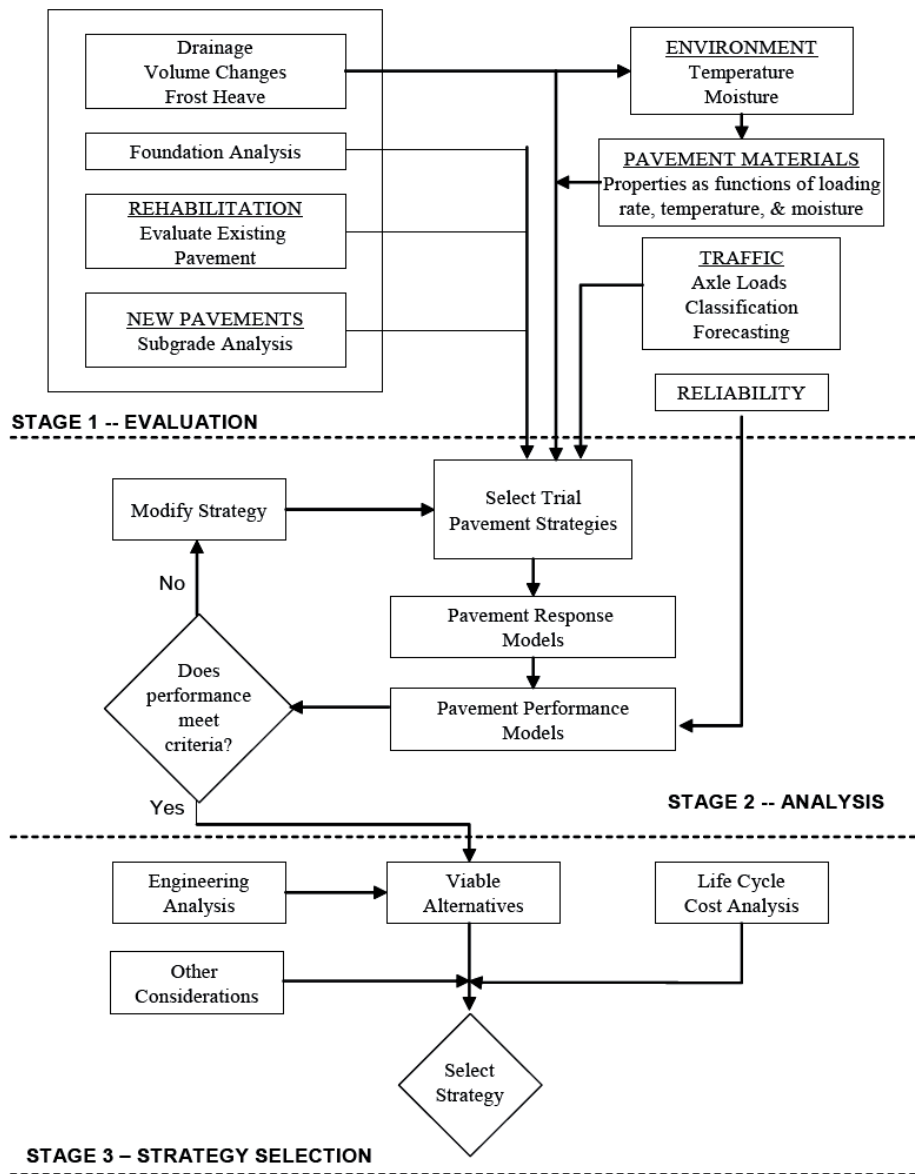 Drainage
Volume Changes
Frost Heave
ENVIRONMENT
Temperature
Moisture
Foundation Analysis
PAVEMENT MATERIALS
Properties as functions of loading
rate, temperature, & moisture
REHABILITATION
Evaluate Existing
Pavement
TRAFFIC
Axle Loads
Classification
Forecasting
NEW PAVEMENTS
Subgrade Analysis
RELIABILITY
STAGE 1 -- EVALUATION
Modify Strategy
Select Trial
Pavement Strategies
No
Pavement Response
Models
Does
performance
meet
criteria?
Pavement Performance
Models
Yes
STAGE 2 -- ANALYSIS
Engineering
Analysis
Viable
Alternatives
Life Cycle
Cost Analysis
Other
Considerations
Select
Strategy
STAGE 3 – STRATEGY SELECTION